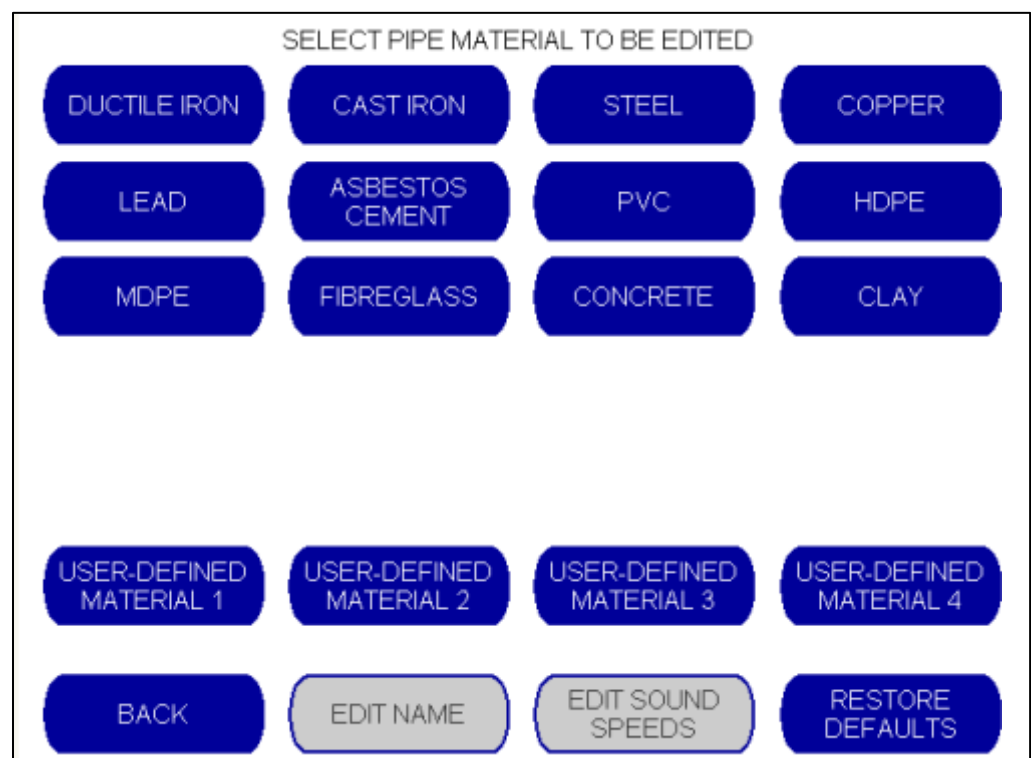 SELECT PIPE MATERIAL TO BE EDITED
DUCTILE IRON
CAST IRON
STEEL
COPPER
LEAD
ASBESTOS
CEMENT
PVC
HDPE
MDPE
FIBREGLASS
CONCRETE
CLAY
USER-DEFINED
MATERIAL 1
USER-DEFINED
MATERIAL 2
USER-DEFINED
MATERIAL 3
USER-DEFINED
MATERIAL 4
BACK
EDIT NAME
EDIT SOUND
SPEEDS
RESTORE
DEFAULTS